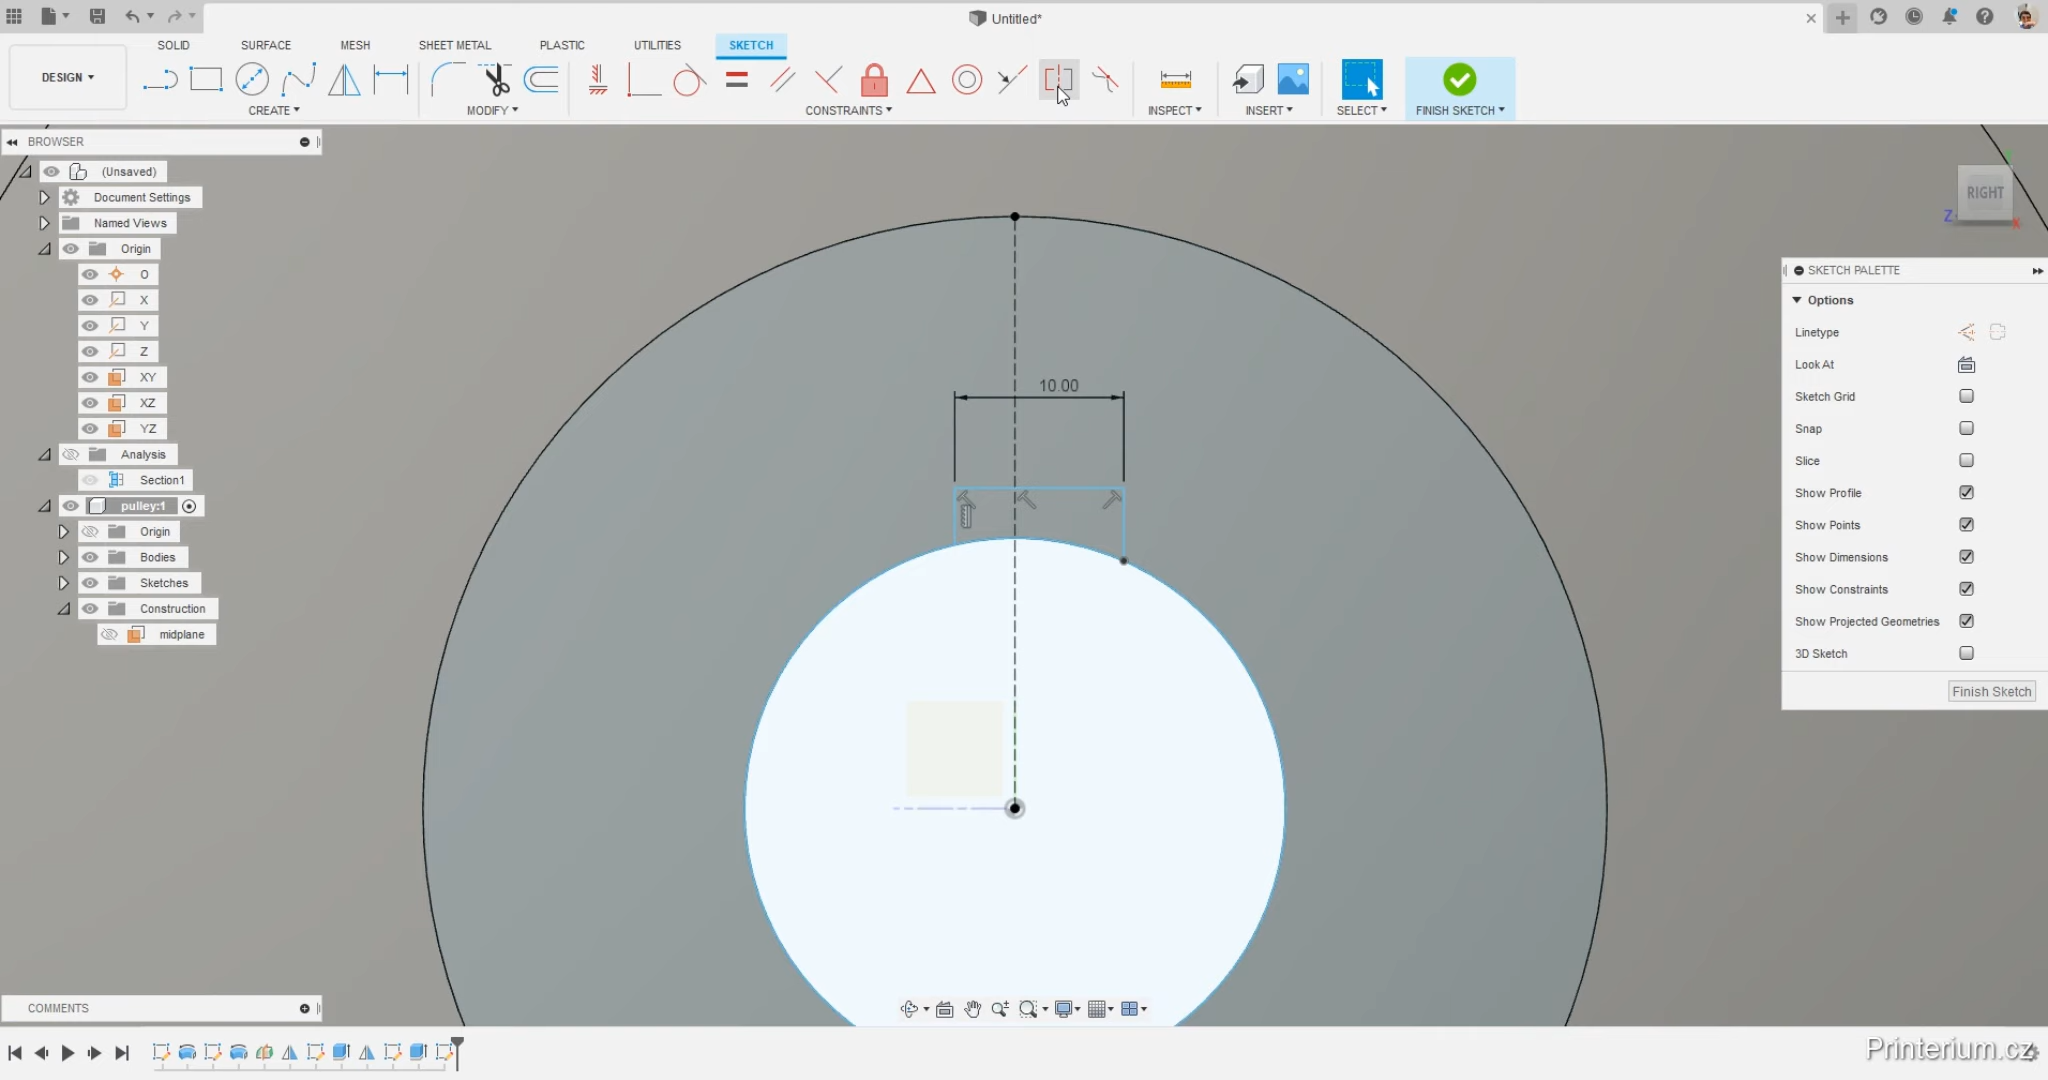 Untitled*
SOLID SURFACE MESH SHEET METAL PLASTIC UTILITIES SKETCH
DESIGN
CREATE MODIFY CONSTRAINTS INSPECT INSERT SELECT FINISH SKETCH
BROWSER
(Unsaved)
Document Settings
Named Views
Origin
O
X
Y
Z
XY
XZ
YZ
Analysis
Section1
pulley:1
Origin
Bodies
Sketches
Construction
midplane
10.00
RIGHT
Z
X
SKETCH PALETTE
Options
Linetype
Look At
Sketch Grid
Snap
Slice
Show Profile
Show Points
Show Dimensions
Show Constraints
Show Projected Geometries
3D Sketch
Finish Sketch
COMMENTS
Printerium.cz